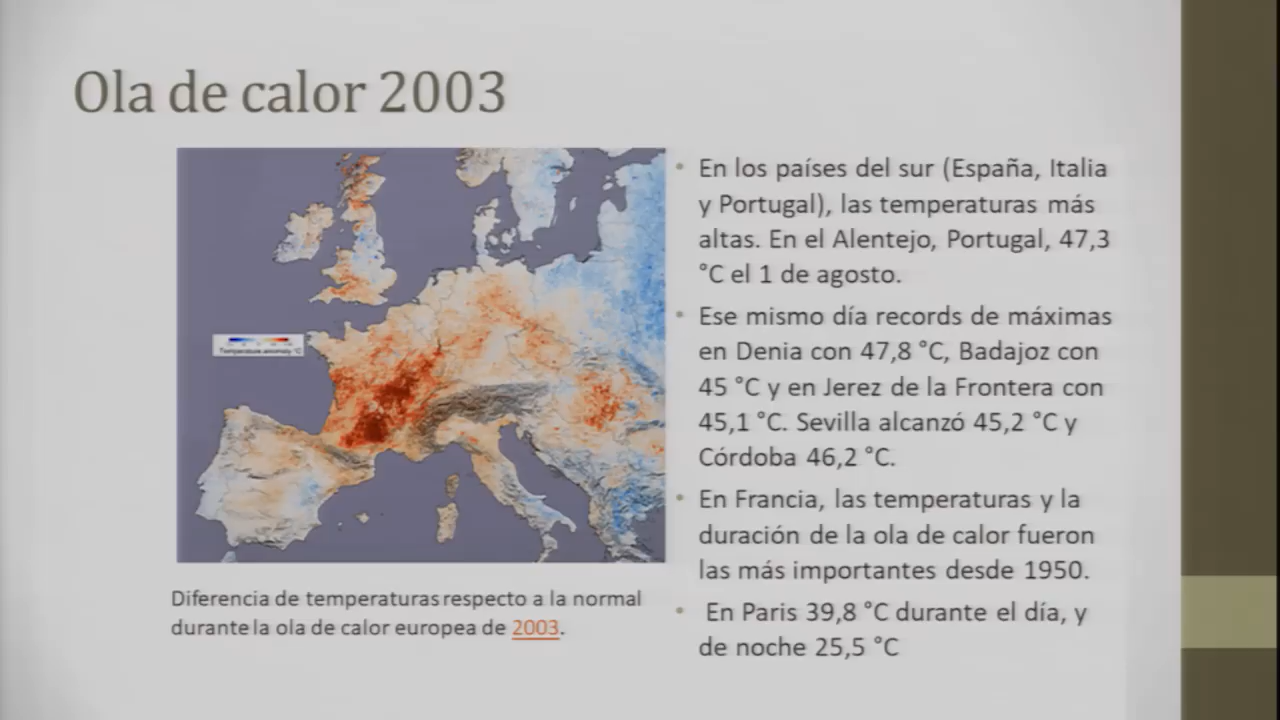 Ola de calor 2003
Temperature anomaly °C
Diferencia de temperaturas respecto a la normal
durante la ola de calor europea de 2003.
• En los países del sur (España, Italia
y Portugal), las temperaturas más
altas. En el Alentejo, Portugal, 47,3
°C el 1 de agosto.
• Ese mismo día records de máximas
en Denia con 47,8 °C, Badajoz con
45 °C y en Jerez de la Frontera con
45,1 °C. Sevilla alcanzó 45,2 °C y
Córdoba 46,2 °C.
• En Francia, las temperaturas y la
duración de la ola de calor fueron
las más importantes desde 1950.
• En Paris 39,8 °C durante el día, y
de noche 25,5 °C